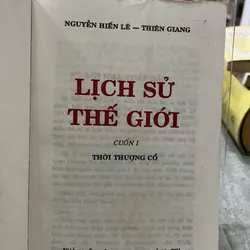 NGUYỄN HIẾN LÊ — THIÊN GIANG
LỊCH SỬ
THẾ GIỚI
CUỐN I
THỜI THƯỢNG CỔ